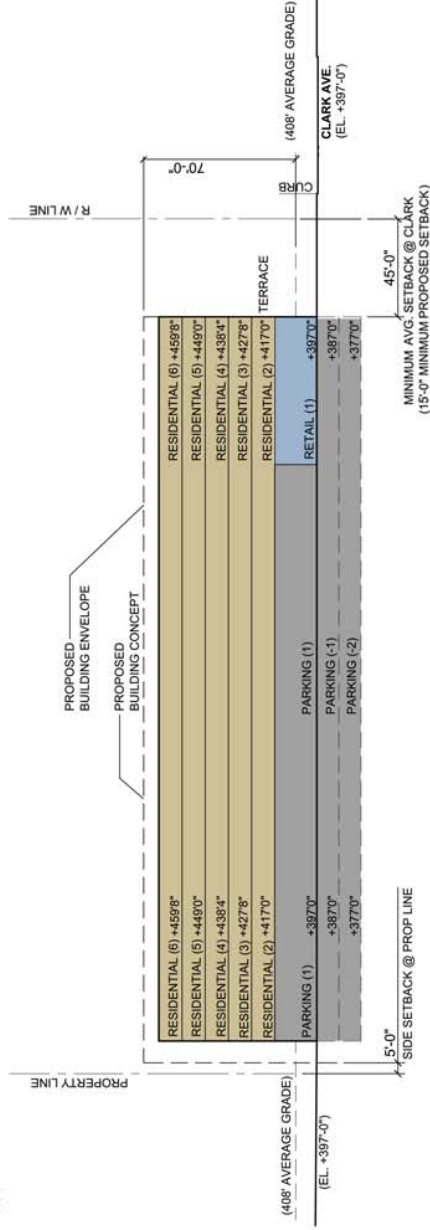 PROPOSED
BUILDING ENVELOPE
PROPOSED
BUILDING CONCEPT
PROPERTY LINE
R / W LINE
70'-0"
(408' AVERAGE GRADE)
(408' AVERAGE GRADE)
RESIDENTIAL (6) +459'8"
RESIDENTIAL (6) +459'8"
RESIDENTIAL (5) +449'0"
RESIDENTIAL (5) +449'0"
RESIDENTIAL (4) +438'4"
RESIDENTIAL (4) +438'4"
RESIDENTIAL (3) +427'8"
RESIDENTIAL (3) +427'8"
RESIDENTIAL (2) +417'0"
RESIDENTIAL (2) +417'0"
TERRACE
CURB
PARKING (1) +397'0"
PARKING (1)
RETAIL (1) +397'0"
+387'0"
PARKING (-1)
+387'0"
+377'0"
PARKING (-2)
+377'0"
(EL. +397'-0")
CLARK AVE.
(EL. +397'-0")
5'-0"
SIDE SETBACK @ PROP LINE
45'-0"
MINIMUM AVG. SETBACK @ CLARK
(15'-0" MINIMUM PROPOSED SETBACK)